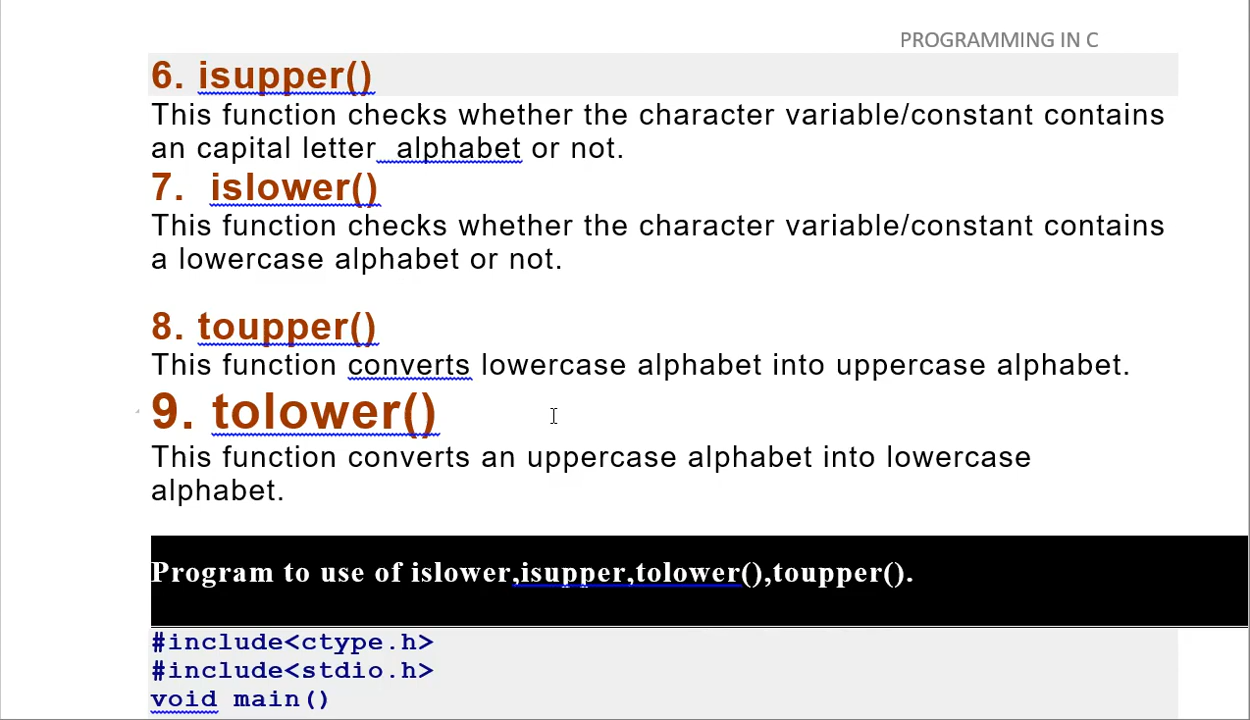 PROGRAMMING IN C
6. isupper()
This function checks whether the character variable/constant contains
an capital letter  alphabet or not.
7.  islower()
This function checks whether the character variable/constant contains
a lowercase alphabet or not.
8. toupper()
This function converts lowercase alphabet into uppercase alphabet.
9. tolower()
This function converts an uppercase alphabet into lowercase
alphabet.
Program to use of islower,isupper,tolower(),toupper().
#include<ctype.h>
#include<stdio.h>
void main()